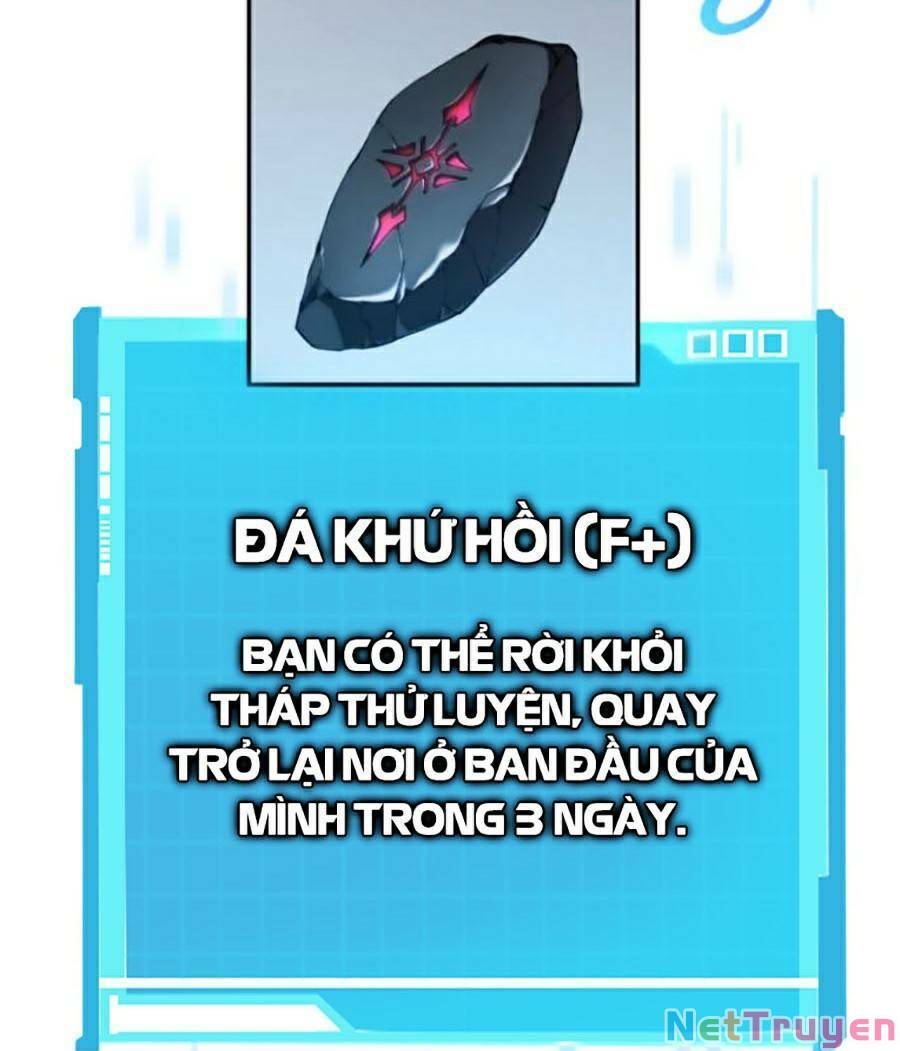 ĐÁ KHỨ HỒI (F+)
BẠN CÓ THỂ RỜI KHỎI
THÁP THỬ LUYỆN, QUAY
TRỞ LẠI NƠI Ở BAN ĐẦU CỦA
MÌNH TRONG 3 NGÀY.
NetTruyen